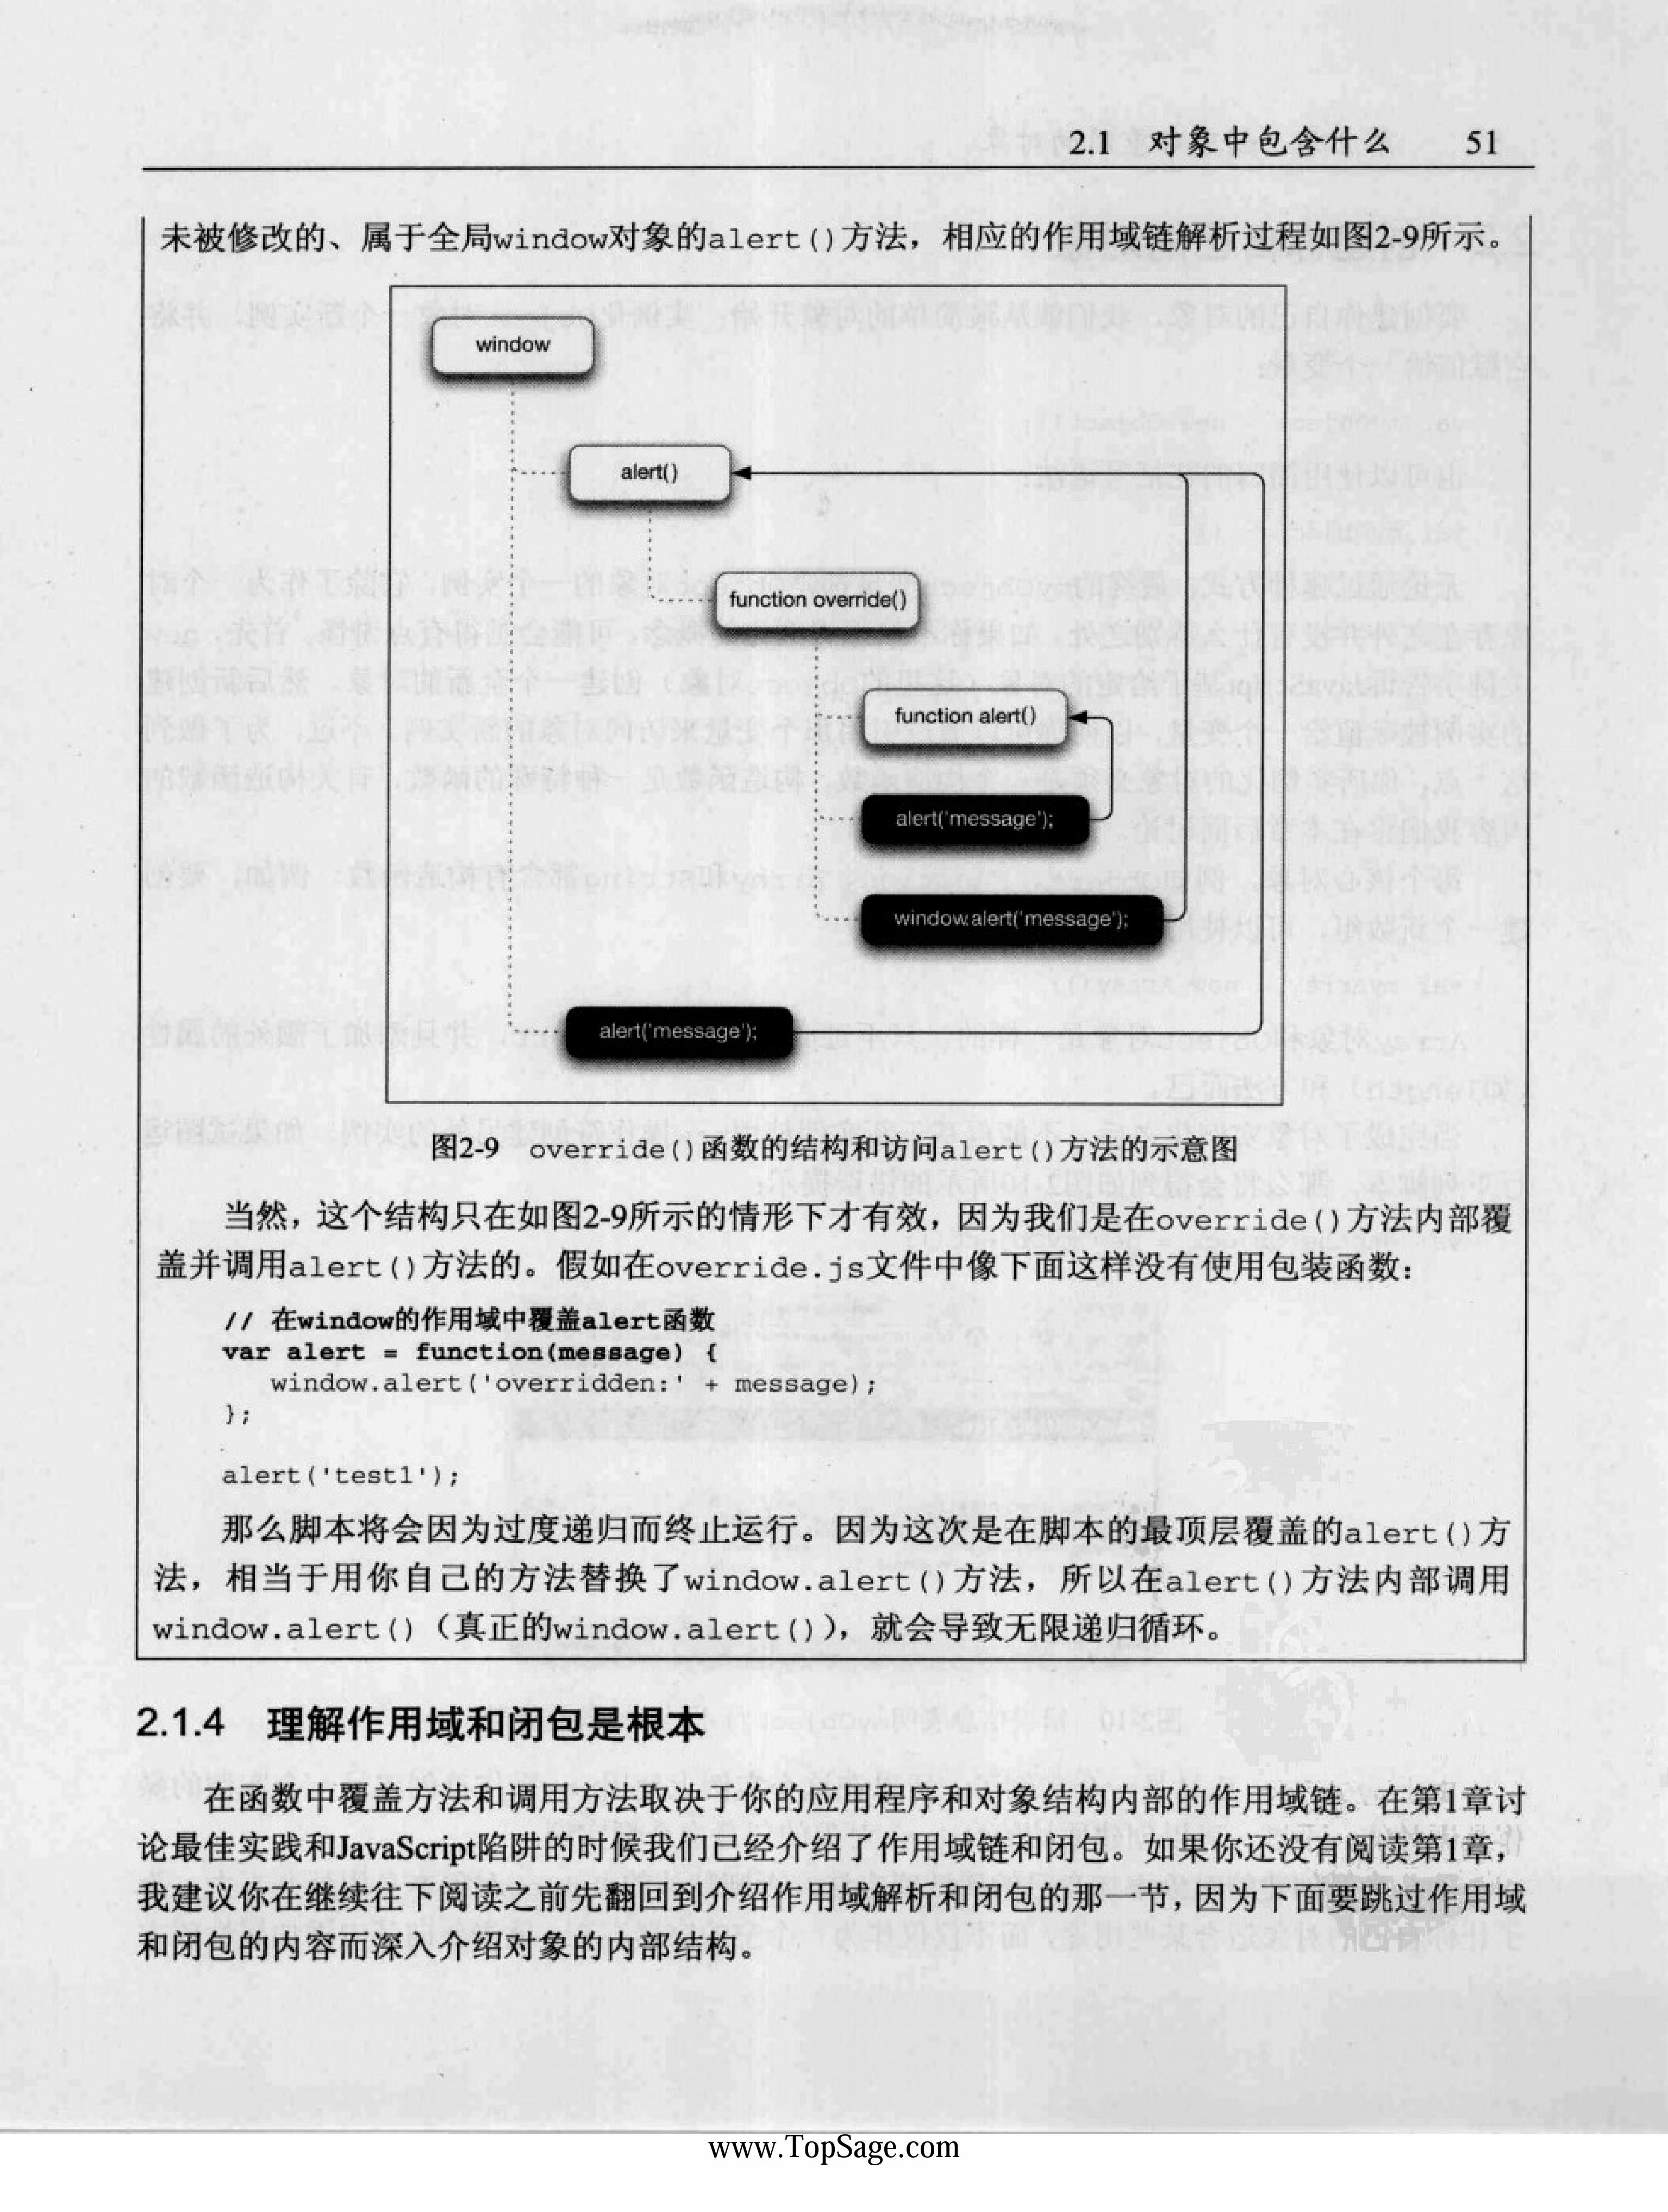 2.1 对象中包含什么 51
未被修改的、属于全局window对象的alert()方法，相应的作用域链解析过程如图2-9所示。
window
alert()
function override()
function alert()
alert('message');
window.alert('message');
alert('message');
图2-9 override()函数的结构和访问alert()方法的示意图
当然，这个结构只在如图2-9所示的情形下才有效，因为我们是在override()方法内部覆
盖并调用alert()方法的。假如在override.js文件中像下面这样没有使用包装函数：
// 在window的作用域中覆盖alert函数
var alert = function(message) {
window.alert('overridden:' + message);
};
alert('test1');
那么脚本将会因为过度递归而终止运行。因为这次是在脚本的最顶层覆盖的alert()方
法，相当于用你自己的方法替换了window.alert()方法，所以在alert()方法内部调用
window.alert()（真正的window.alert()），就会导致无限递归循环。
2.1.4 理解作用域和闭包是根本
在函数中覆盖方法和调用方法取决于你的应用程序和对象结构内部的作用域链。在第1章讨
论最佳实践和JavaScript陷阱的时候我们已经介绍了作用域链和闭包。如果你还没有阅读第1章，
我建议你在继续往下阅读之前先翻回到介绍作用域解析和闭包的那一节，因为下面要跳过作用域
和闭包的内容而深入介绍对象的内部结构。
www.TopSage.com